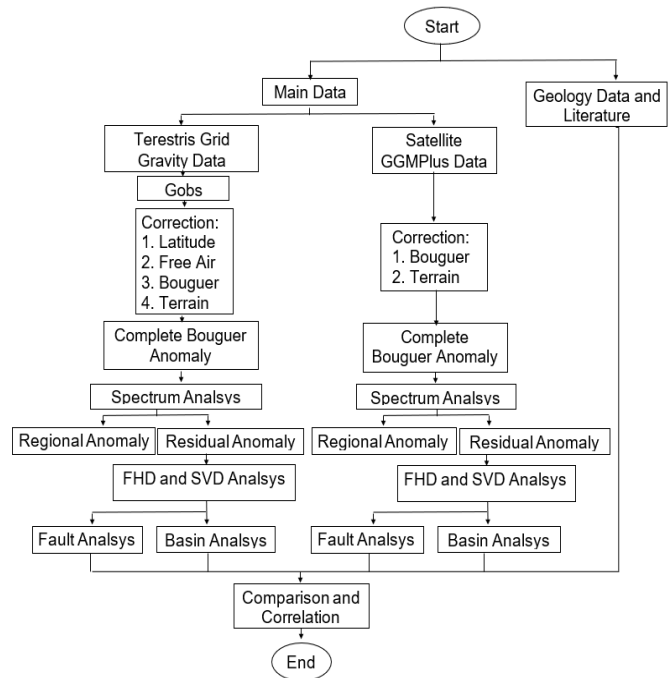 Start
Main Data
Geology Data and
Literature
Terestris Grid
Gravity Data
Satellite
GGMPlus Data
Gobs
Correction:
1. Latitude
2. Free Air
3. Bouguer
4. Terrain
Correction:
1. Bouguer
2. Terrain
Complete Bouguer
Anomaly
Complete
Bouguer Anomaly
Spectrum Analsys
Spectrum Analsys
Regional Anomaly
Residual Anomaly
Regional Anomaly
Residual Anomaly
FHD and SVD Analsys
FHD and SVD Analsys
Fault Analsys
Basin Analsys
Fault Analsys
Basin Analsys
Comparison and
Correlation
End